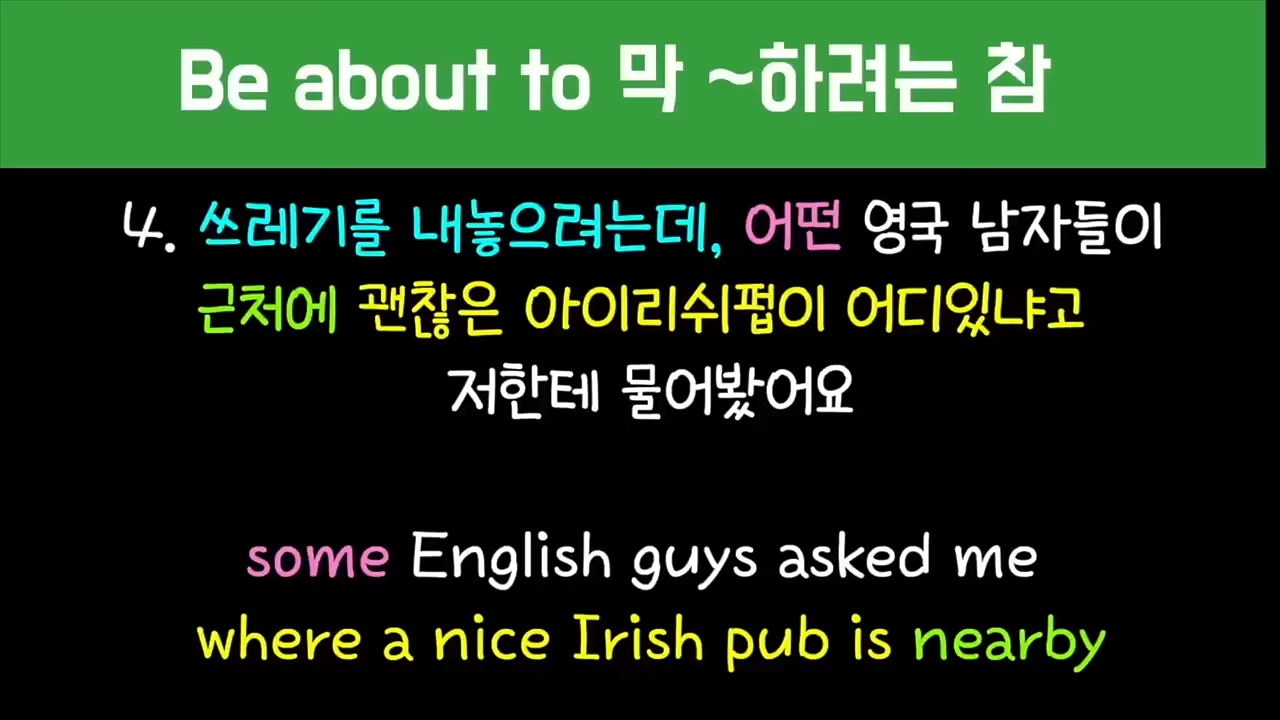 Be about to 막 ~하려는 참
4. 쓰레기를 내놓으려는데, 어떤 영국 남자들이
근처에 괜찮은 아이리쉬펍이 어디있냐고
저한테 물어봤어요
some English guys asked me
where a nice Irish pub is nearby